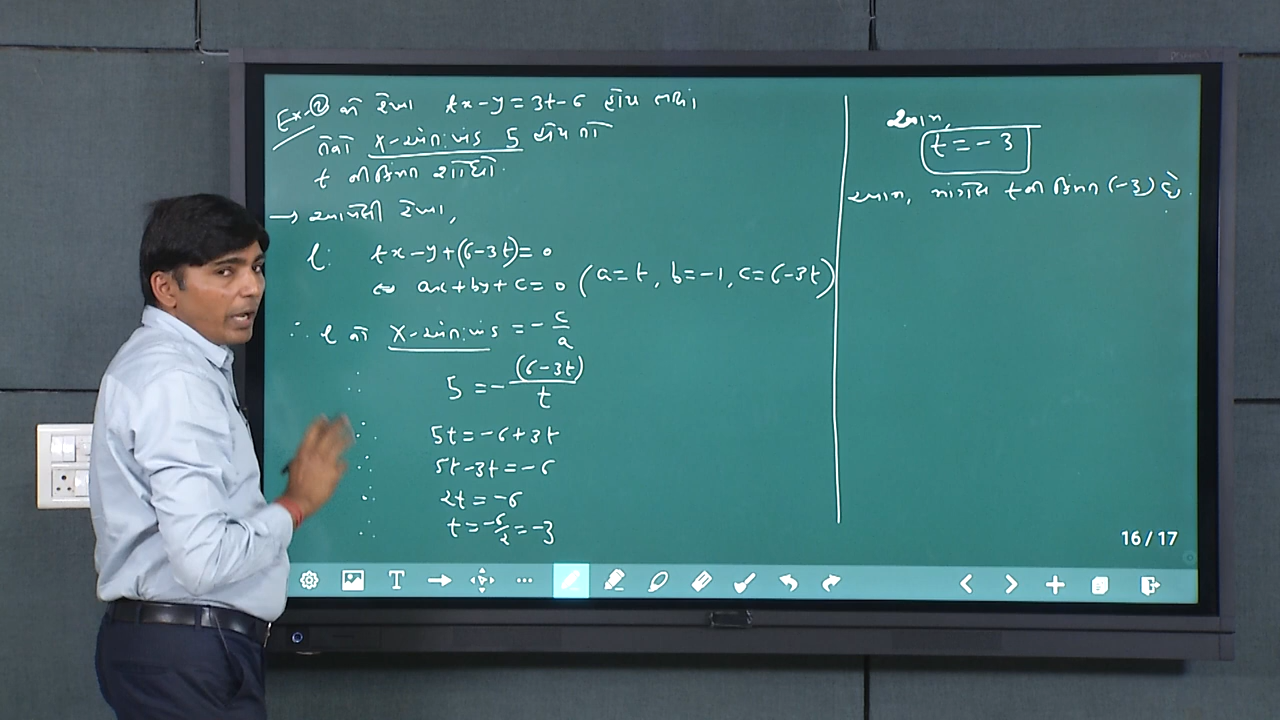 Ex-② જો રેખા tx-y=3t-6 હોય તથા
તેનો x-અંતઃખંડ 5 હોય તો
t ની કિંમત શોધો.
→ આપેલી રેખા,
l: tx-y+(6-3t)=0
⇔ ax+by+c=0 (a=t, b=-1, c=6-3t)
∴ l નો x-અંતઃખંડ = -c/a
∴ 5 = -(6-3t)/t
∴ 5t=-6+3t
∴ 5t-3t=-6
∴ 2t=-6
∴ t=-6/2=-3
આમ,
t=-3
આમ, માંગેલ t ની કિંમત (-3) છે.
16/17